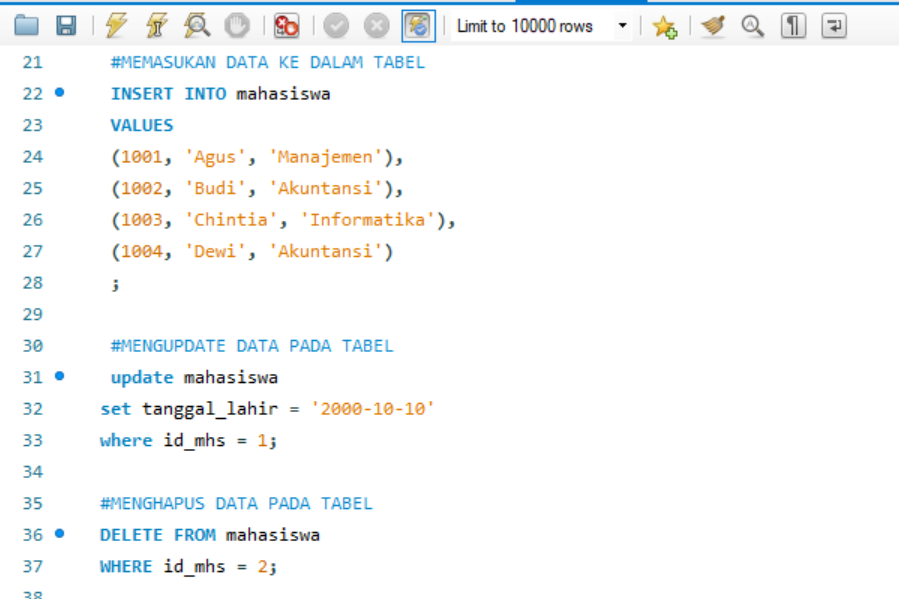 Limit to 10000 rows
21 #MEMASUKAN DATA KE DALAM TABEL
22 INSERT INTO mahasiswa
23 VALUES
24 (1001, 'Agus', 'Manajemen'),
25 (1002, 'Budi', 'Akuntansi'),
26 (1003, 'Chintia', 'Informatika'),
27 (1004, 'Dewi', 'Akuntansi')
28 ;
29
30 #MENGUPDATE DATA PADA TABEL
31 update mahasiswa
32 set tanggal_lahir = '2000-10-10'
33 where id_mhs = 1;
34
35 #MENGHAPUS DATA PADA TABEL
36 DELETE FROM mahasiswa
37 WHERE id_mhs = 2;
38